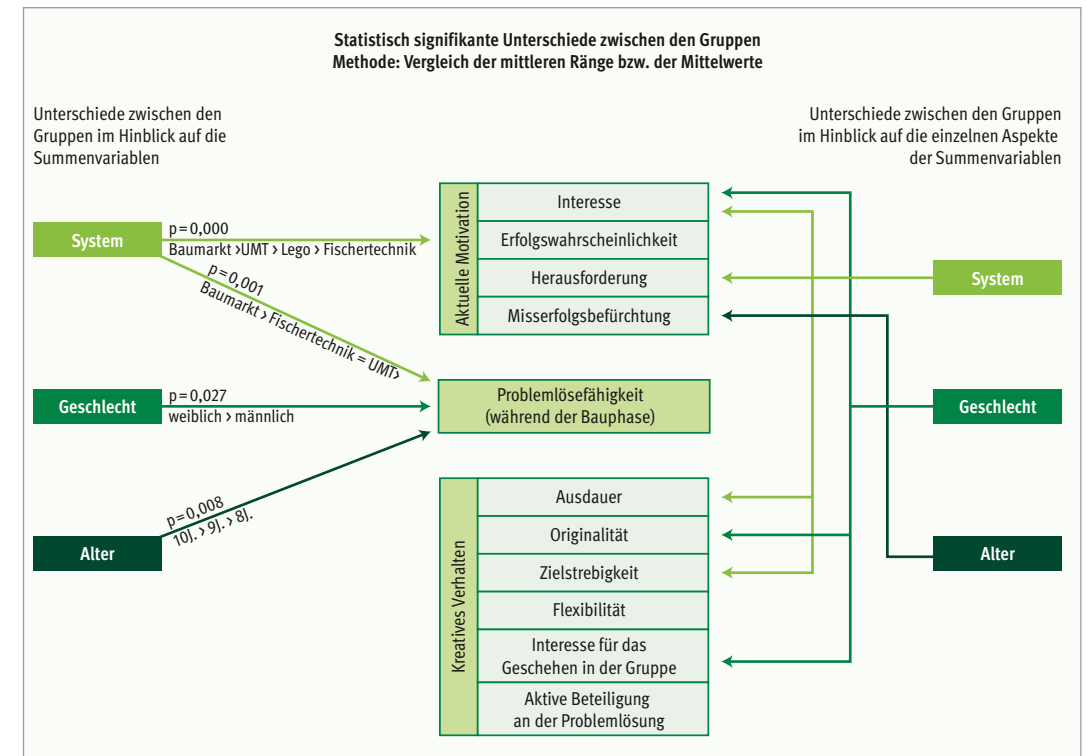 Statistisch signifikante Unterschiede zwischen den Gruppen
Methode: Vergleich der mittleren Ränge bzw. der Mittelwerte
Unterschiede zwischen den
Gruppen im Hinblick auf die
Summenvariablen
Unterschiede zwischen den Gruppen
im Hinblick auf die einzelnen Aspekte
der Summenvariablen
System
p=0,000
Baumarkt >UMT > Lego > Fischertechnik
p=0,001
Baumarkt > Fischertechnik = UMT>
Geschlecht
p=0,027
weiblich > männlich
p=0,008
10J. > 9J. > 8J.
Alter
Aktuelle Motivation
Interesse
Erfolgswahrscheinlichkeit
Herausforderung
Misserfolgsbefürchtung
Problemlösefähigkeit
(während der Bauphase)
Kreatives Verhalten
Ausdauer
Originalität
Zielstrebigkeit
Flexibilität
Interesse für das
Geschehen in der Gruppe
Aktive Beteiligung
an der Problemlösung
System
Geschlecht
Alter